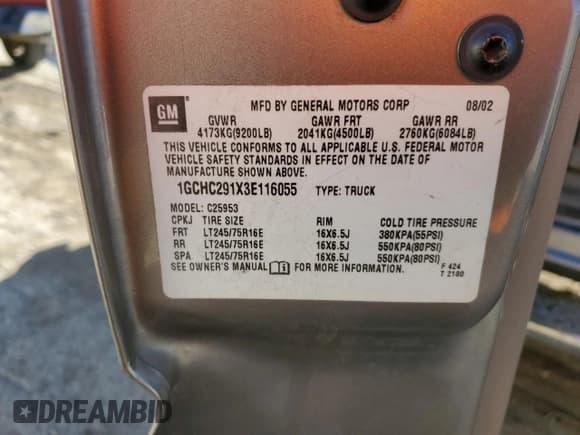 GM
MFD BY GENERAL MOTORS CORP 08/02
GVWR GAWR FRT GAWR RR
4173KG(9200LB) 2041KG(4500LB) 2760KG(6084LB)
THIS VEHICLE CONFORMS TO ALL APPLICABLE U.S. FEDERAL MOTOR
VEHICLE SAFETY STANDARDS IN EFFECT ON THE DATE OF
MANUFACTURE SHOWN ABOVE.
1GCHC291X3E116055 TYPE: TRUCK
MODEL: C25953
CPKJ TIRE SIZE RIM COLD TIRE PRESSURE
FRT LT245/75R16E 16X6.5J 380KPA(55PSI)
RR LT245/75R16E 16X6.5J 550KPA(80PSI)
SPA LT245/75R16E 16X6.5J 550KPA(80PSI)
SEE OWNER'S MANUAL FOR MORE INFORMATION.
F 424
T 2180
DREAMBID